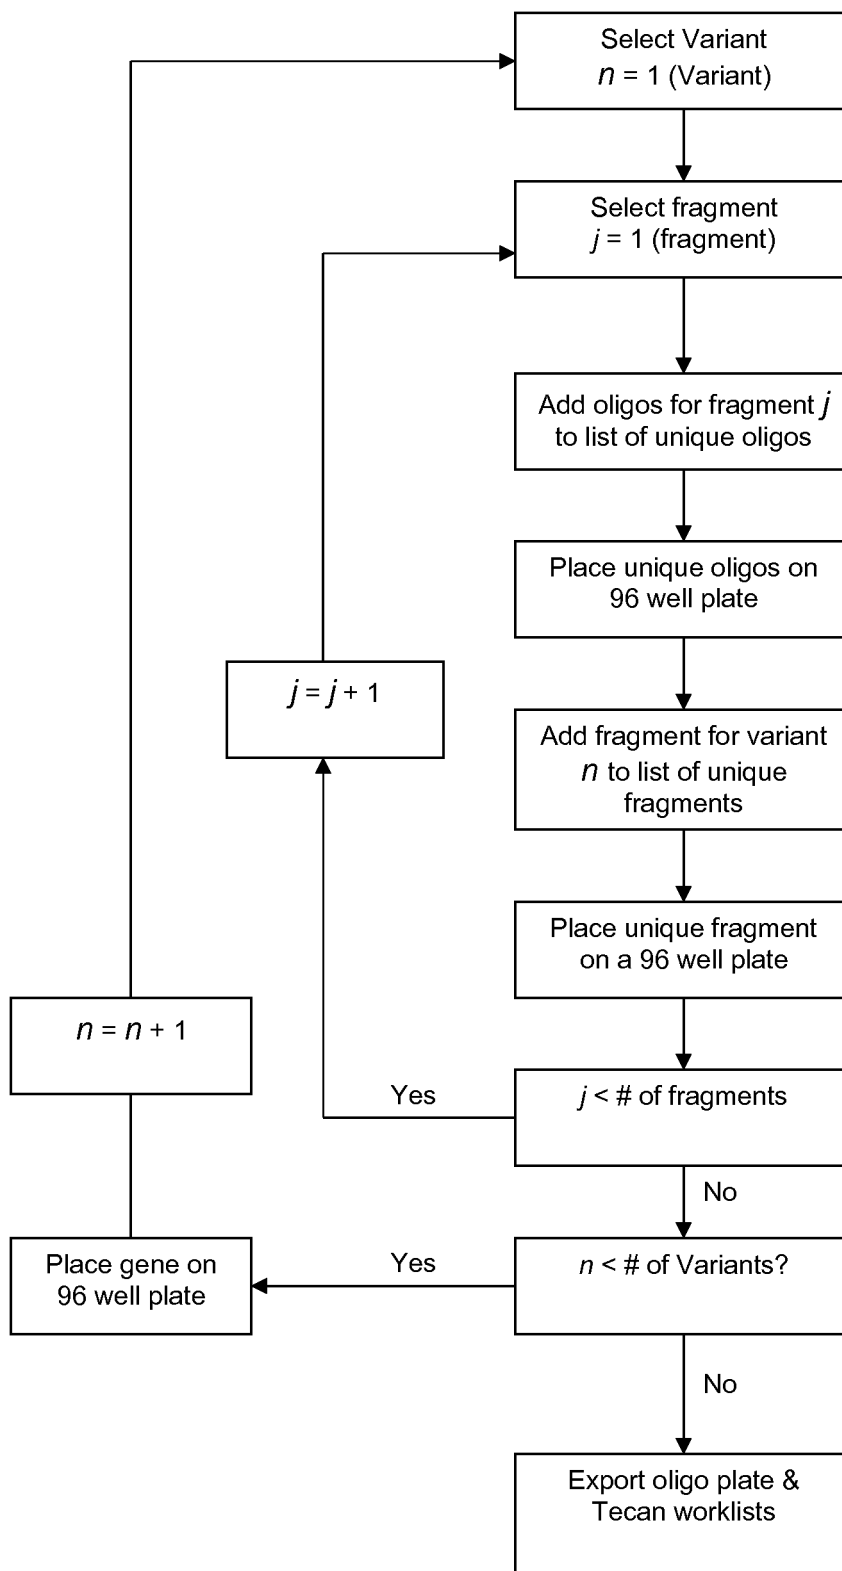 Select Variant
n = 1 (Variant)
Select fragment
j = 1 (fragment)
Add oligos for fragment j
to list of unique oligos
Place unique oligos on
96 well plate
j = j + 1
Add fragment for variant
n to list of unique
fragments
Place unique fragment
on a 96 well plate
n = n + 1
Yes
j < # of fragments
No
Place gene on
96 well plate
Yes
n < # of Variants?
No
Export oligo plate &
Tecan worklists